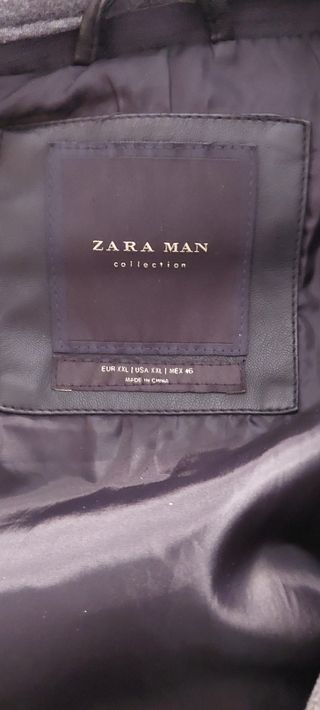 ZARA MAN
collection
EUR XXL | USA XXL | MEX 46
MADE IN CHINA